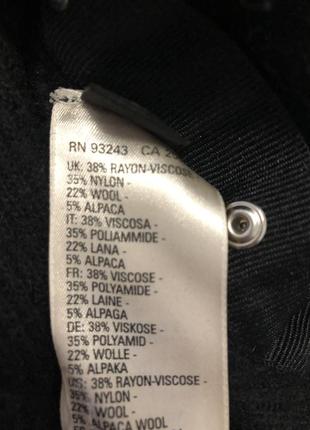 RN 93243 CA
UK: 38% RAYON-VISCOSE
35% NYLON -
22% WOOL -
5% ALPACA
IT: 38% VISCOSA -
35% POLIAMMIDE -
22% LANA -
5% ALPACA
FR: 38% VISCOSE -
35% POLYAMIDE -
22% LAINE -
5% ALPAGA
DE: 38% VISKOSE -
35% POLYAMID -
22% WOLLE -
5% ALPAKA
US: 38% RAYON-VISCOSE
35% NYLON -
22% WOOL -
5% ALPACA WOOL